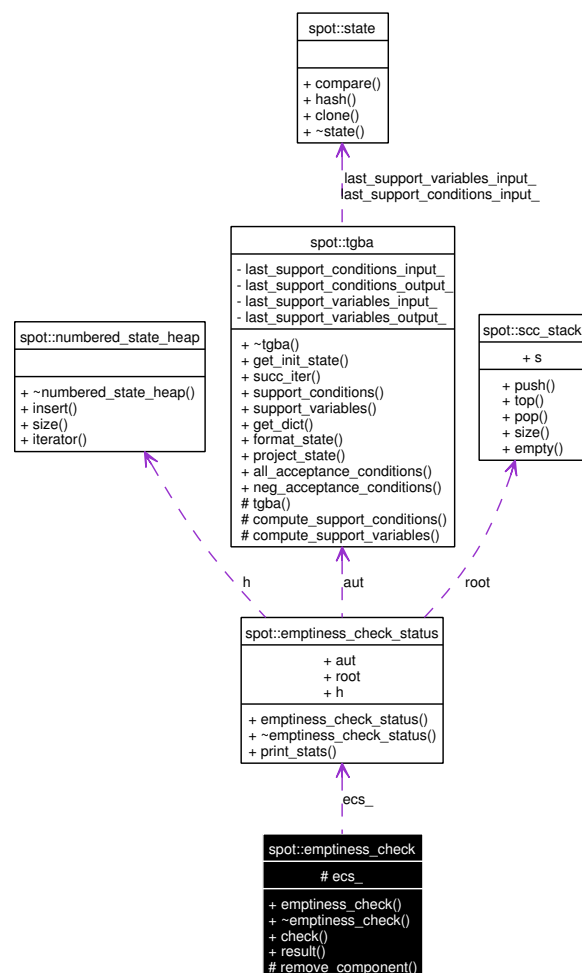 spot::state
+ compare()
+ hash()
+ clone()
+ ~state()
last_support_variables_input_
last_support_conditions_input_
spot::tgba
- last_support_conditions_input_
- last_support_conditions_output_
- last_support_variables_input_
- last_support_variables_output_
+ ~tgba()
+ get_init_state()
+ succ_iter()
+ support_conditions()
+ support_variables()
+ get_dict()
+ format_state()
+ project_state()
+ all_acceptance_conditions()
+ neg_acceptance_conditions()
# tgba()
# compute_support_conditions()
# compute_support_variables()
spot::numbered_state_heap
+ ~numbered_state_heap()
+ insert()
+ size()
+ iterator()
spot::scc_stack
+ s
+ push()
+ top()
+ pop()
+ size()
+ empty()
h
aut
root
spot::emptiness_check_status
+ aut
+ root
+ h
+ emptiness_check_status()
+ ~emptiness_check_status()
+ print_stats()
ecs_
spot::emptiness_check
# ecs_
+ emptiness_check()
+ ~emptiness_check()
+ check()
+ result()
# remove_component()